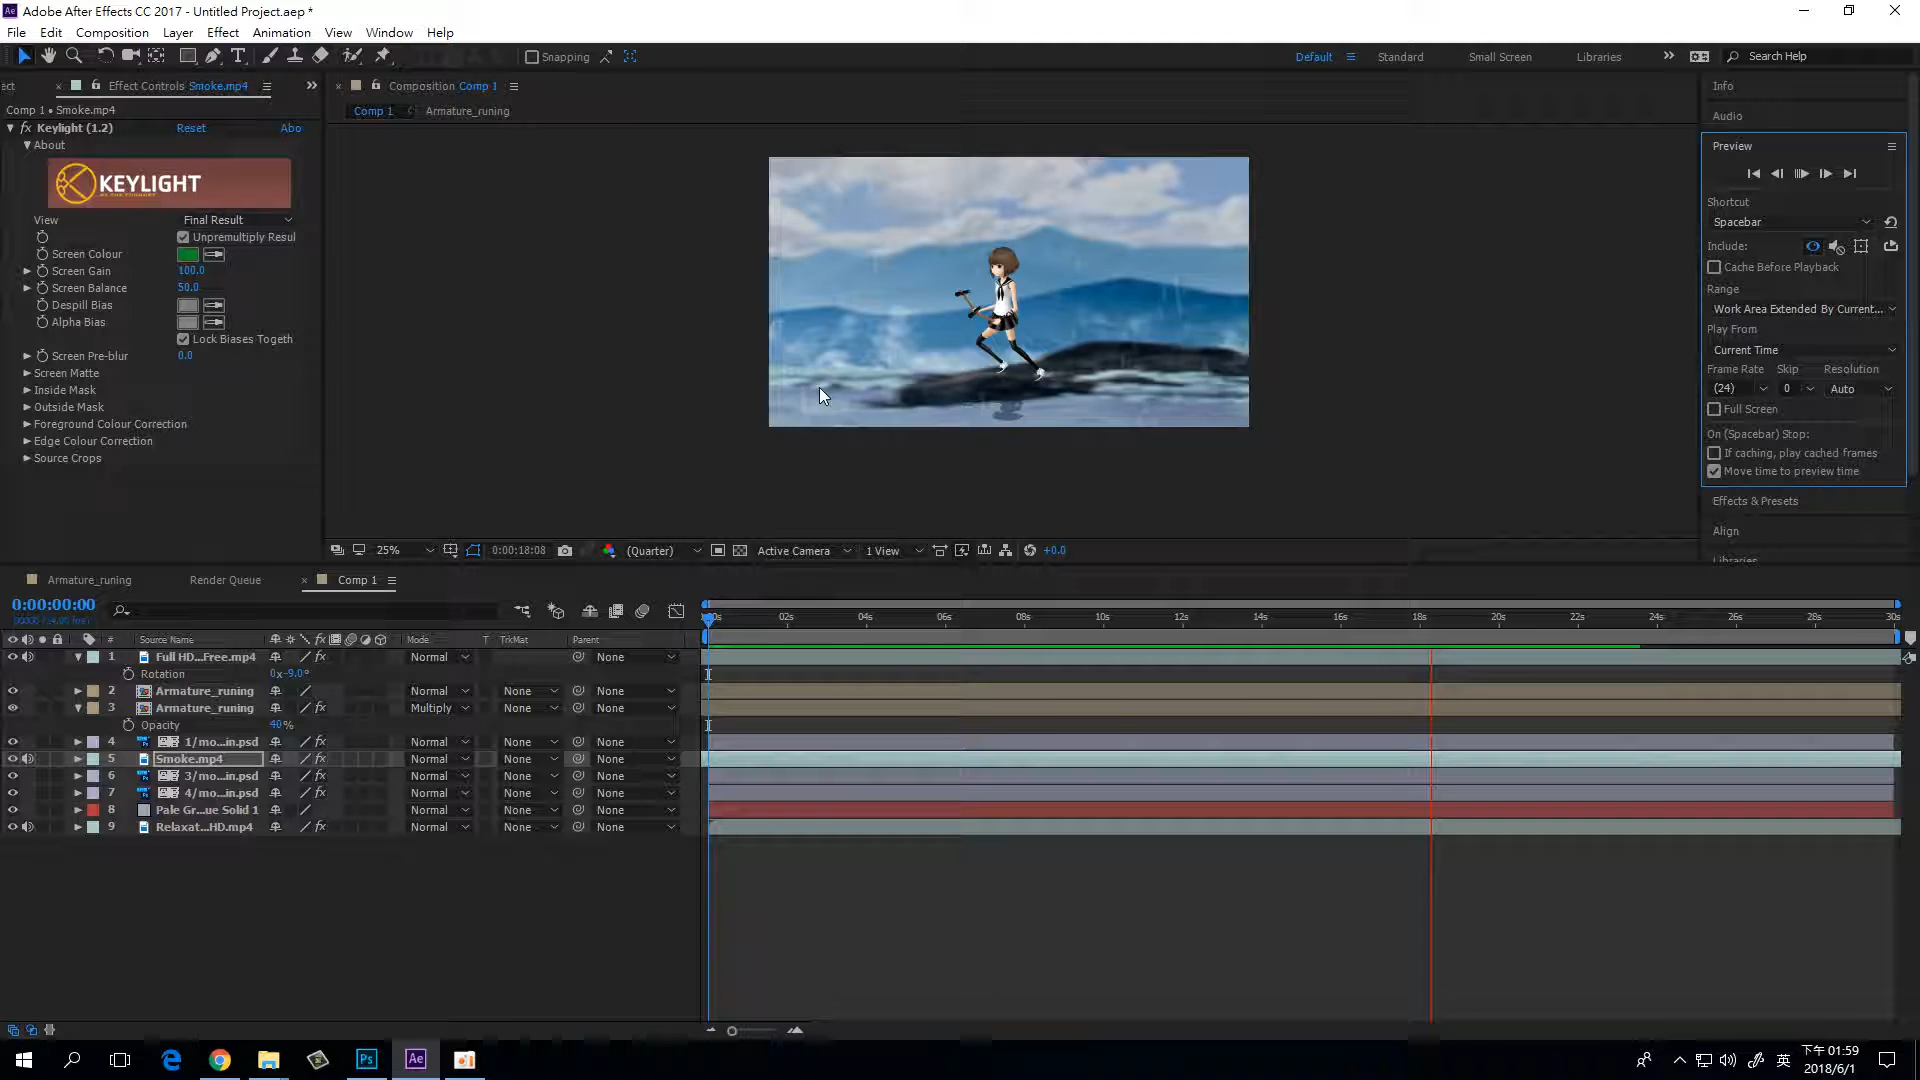 Adobe After Effects CC 2017 - Untitled Project.aep *
File Edit Composition Layer Effect Animation View Window Help
Snapping Default Standard Small Screen Libraries Search Help
ect Effect Controls Smoke.mp4
Comp 1 • Smoke.mp4
Keylight (1.2) Reset Abo
About
KEYLIGHT
View Final Result
Unpremultiply Resul
Screen Colour
Screen Gain 100.0
Screen Balance 50.0
Despill Bias
Alpha Bias
Lock Biases Togeth
Screen Pre-blur 0.0
Screen Matte
Inside Mask
Outside Mask
Foreground Colour Correction
Edge Colour Correction
Source Crops
Composition Comp 1
Comp 1 Armature_runing
25% 0:00:18:08 (Quarter) Active Camera 1 View +0.0
Info
Audio
Preview
Shortcut
Spacebar
Include:
Cache Before Playback
Range
Work Area Extended By Current...
Play From
Current Time
Frame Rate Skip Resolution
(24) 0 Auto
Full Screen
On (Spacebar) Stop:
If caching, play cached frames
Move time to preview time
Effects & Presets
Align
Libraries
Armature_runing Render Queue Comp 1
0:00:00:00
02s 04s 06s 08s 10s 12s 14s 16s 18s 20s 22s 24s 26s 28s 30s
# Source Name fx Mode T TrkMat Parent
1 Full HD...Free.mp4 fx Normal None
Rotation 0x-9.0°
2 Armature_runing Normal None None
3 Armature_runing fx Multiply None None
Opacity 40%
4 1/mo...in.psd fx Normal None None
5 Smoke.mp4 fx Normal None None
6 3/mo...in.psd fx Normal None None
7 4/mo...in.psd fx Normal None None
8 Pale Gr...ue Solid 1 Normal None None
9 Relaxat...HD.mp4 fx Normal None None
Ps Ae 英 下午 01:59
2018/6/1